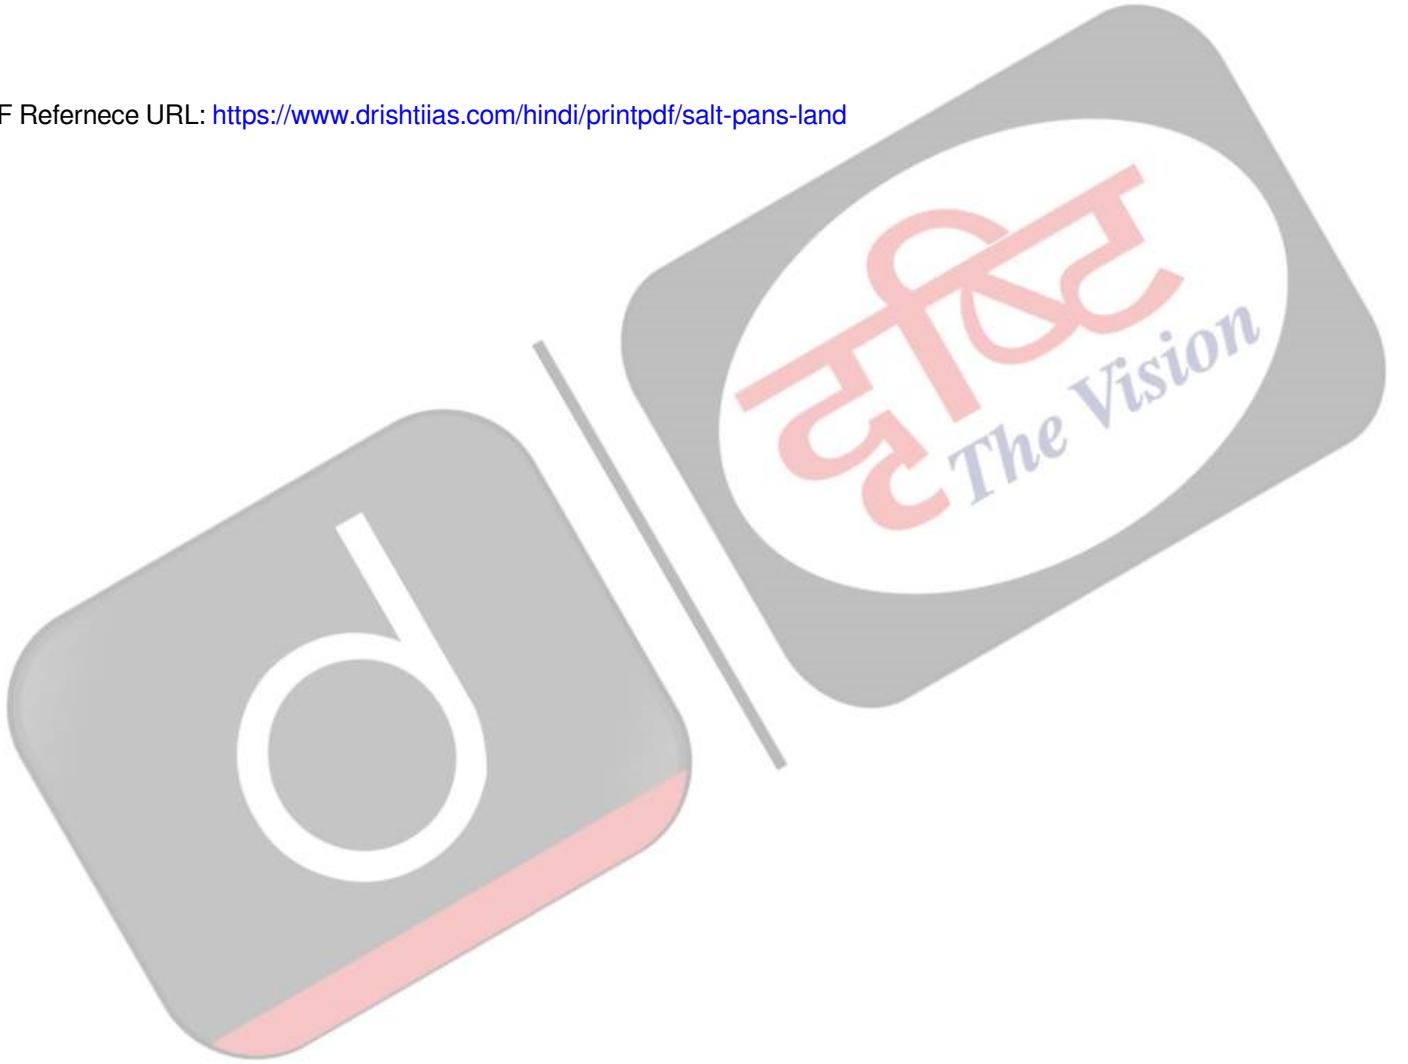 F Refernece URL: https://www.drishtiias.com/hindi/printpdf/salt-pans-land
दृष्टि
The Vision
d